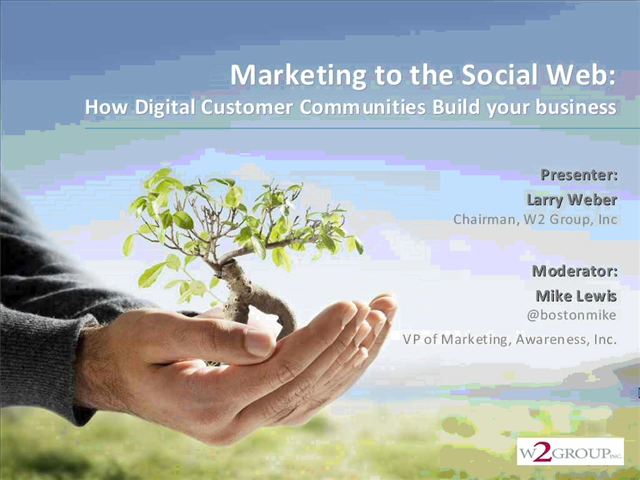 Marketing to the Social Web:
How Digital Customer Communities Build your business
Presenter:
Larry Weber
Chairman, W2 Group, Inc
Moderator:
Mike Lewis
@bostonmike
VP of Marketing, Awareness, Inc.
W2GROUP INC